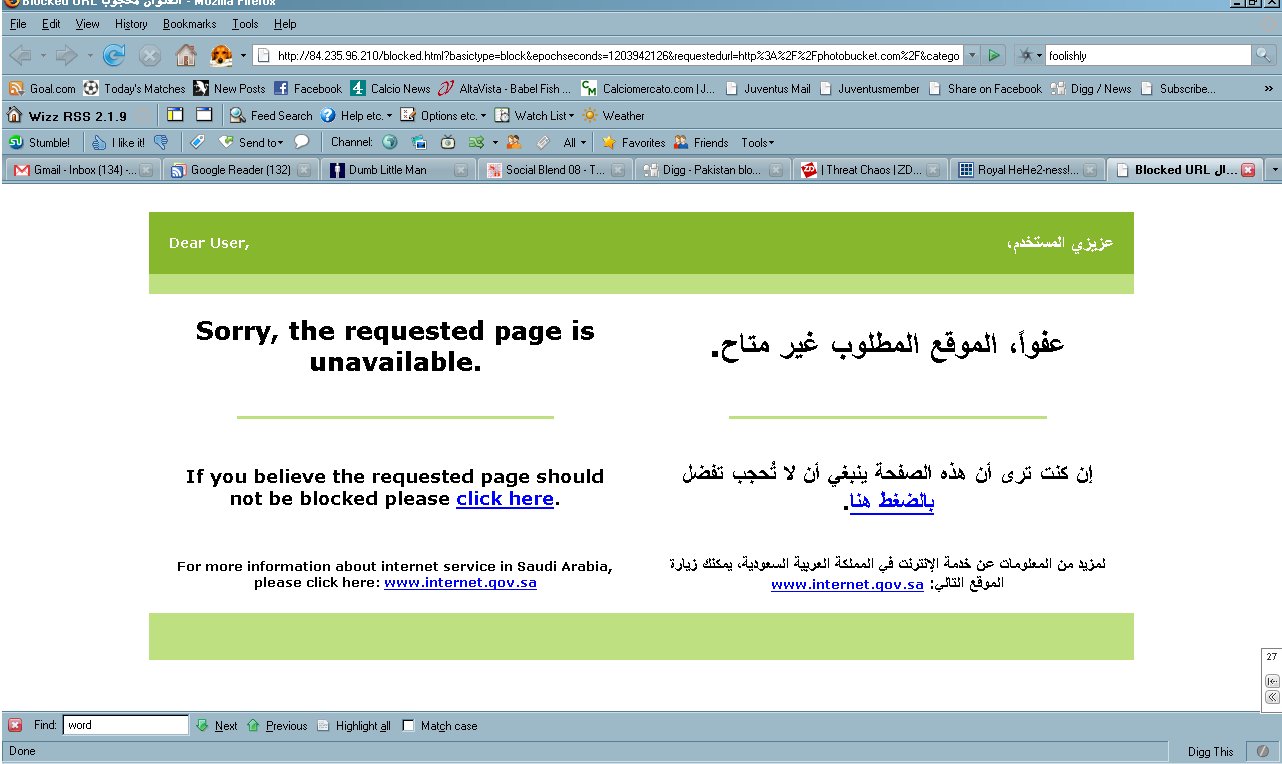 Blocked URL العنوان محجوب - Mozilla Firefox
File Edit View History Bookmarks Tools Help
http://84.235.96.210/blocked.html?basictype=block&epochseconds=1203942126&requestedurl=http%3A%2F%2Fphotobucket.com%2F&catego foolishly
Goal.com Today's Matches New Posts Facebook Calcio News AltaVista - Babel Fish ... Calciomercato.com I J... Juventus Mail Juventusmember Share on Facebook Digg / News Subscribe... »
Wizz RSS 2.1.9 Feed Search Help etc. Options etc. Watch List Weather
Stumble! I like it! Send to Channel: All Favorites Friends Tools
Gmail - Inbox (134) -... Google Reader (132) Dumb Little Man Social Blend 08 - T... Digg - Pakistan blo... | Threat Chaos | ZD... Royal HeHe2-ness!... Blocked URL ال...
Dear User,
عزيزي المستخدم،
Sorry, the requested page is
unavailable.
عفواً، الموقع المطلوب غير متاح.
If you believe the requested page should
not be blocked please click here.
إن كنت ترى أن هذه الصفحة ينبغي أن لا تُحجب تفضل
بالضغط هنا.
For more information about internet service in Saudi Arabia,
please click here: www.internet.gov.sa
لمزيد من المعلومات عن خدمة الإنترنت في المملكة العربية السعودية، يمكنك زيارة
الموقع التالي: www.internet.gov.sa
27
Find: word Next Previous Highlight all Match case
Done Digg This